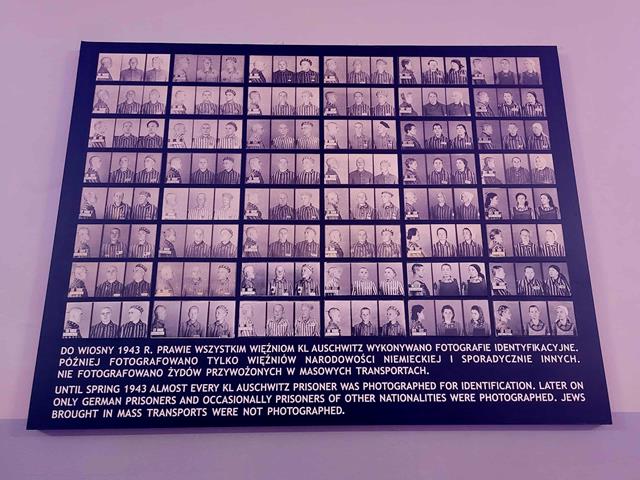 DO WIOSNY 1943 R. PRAWIE WSZYSTKIM WIĘŹNIOM KL AUSCHWITZ WYKONYWANO FOTOGRAFIE IDENTYFIKACYJNE.
PÓŹNIEJ FOTOGRAFOWANO TYLKO WIĘŹNIÓW NARODOWOŚCI NIEMIECKIEJ I SPORADYCZNIE INNYCH.
NIE FOTOGRAFOWANO ŻYDÓW PRZYWOŻONYCH W MASOWYCH TRANSPORTACH.
UNTIL SPRING 1943 ALMOST EVERY KL AUSCHWITZ PRISONER WAS PHOTOGRAPHED FOR IDENTIFICATION. LATER ON
ONLY GERMAN PRISONERS AND OCCASIONALLY PRISONERS OF OTHER NATIONALITIES WERE PHOTOGRAPHED. JEWS
BROUGHT IN MASS TRANSPORTS WERE NOT PHOTOGRAPHED.